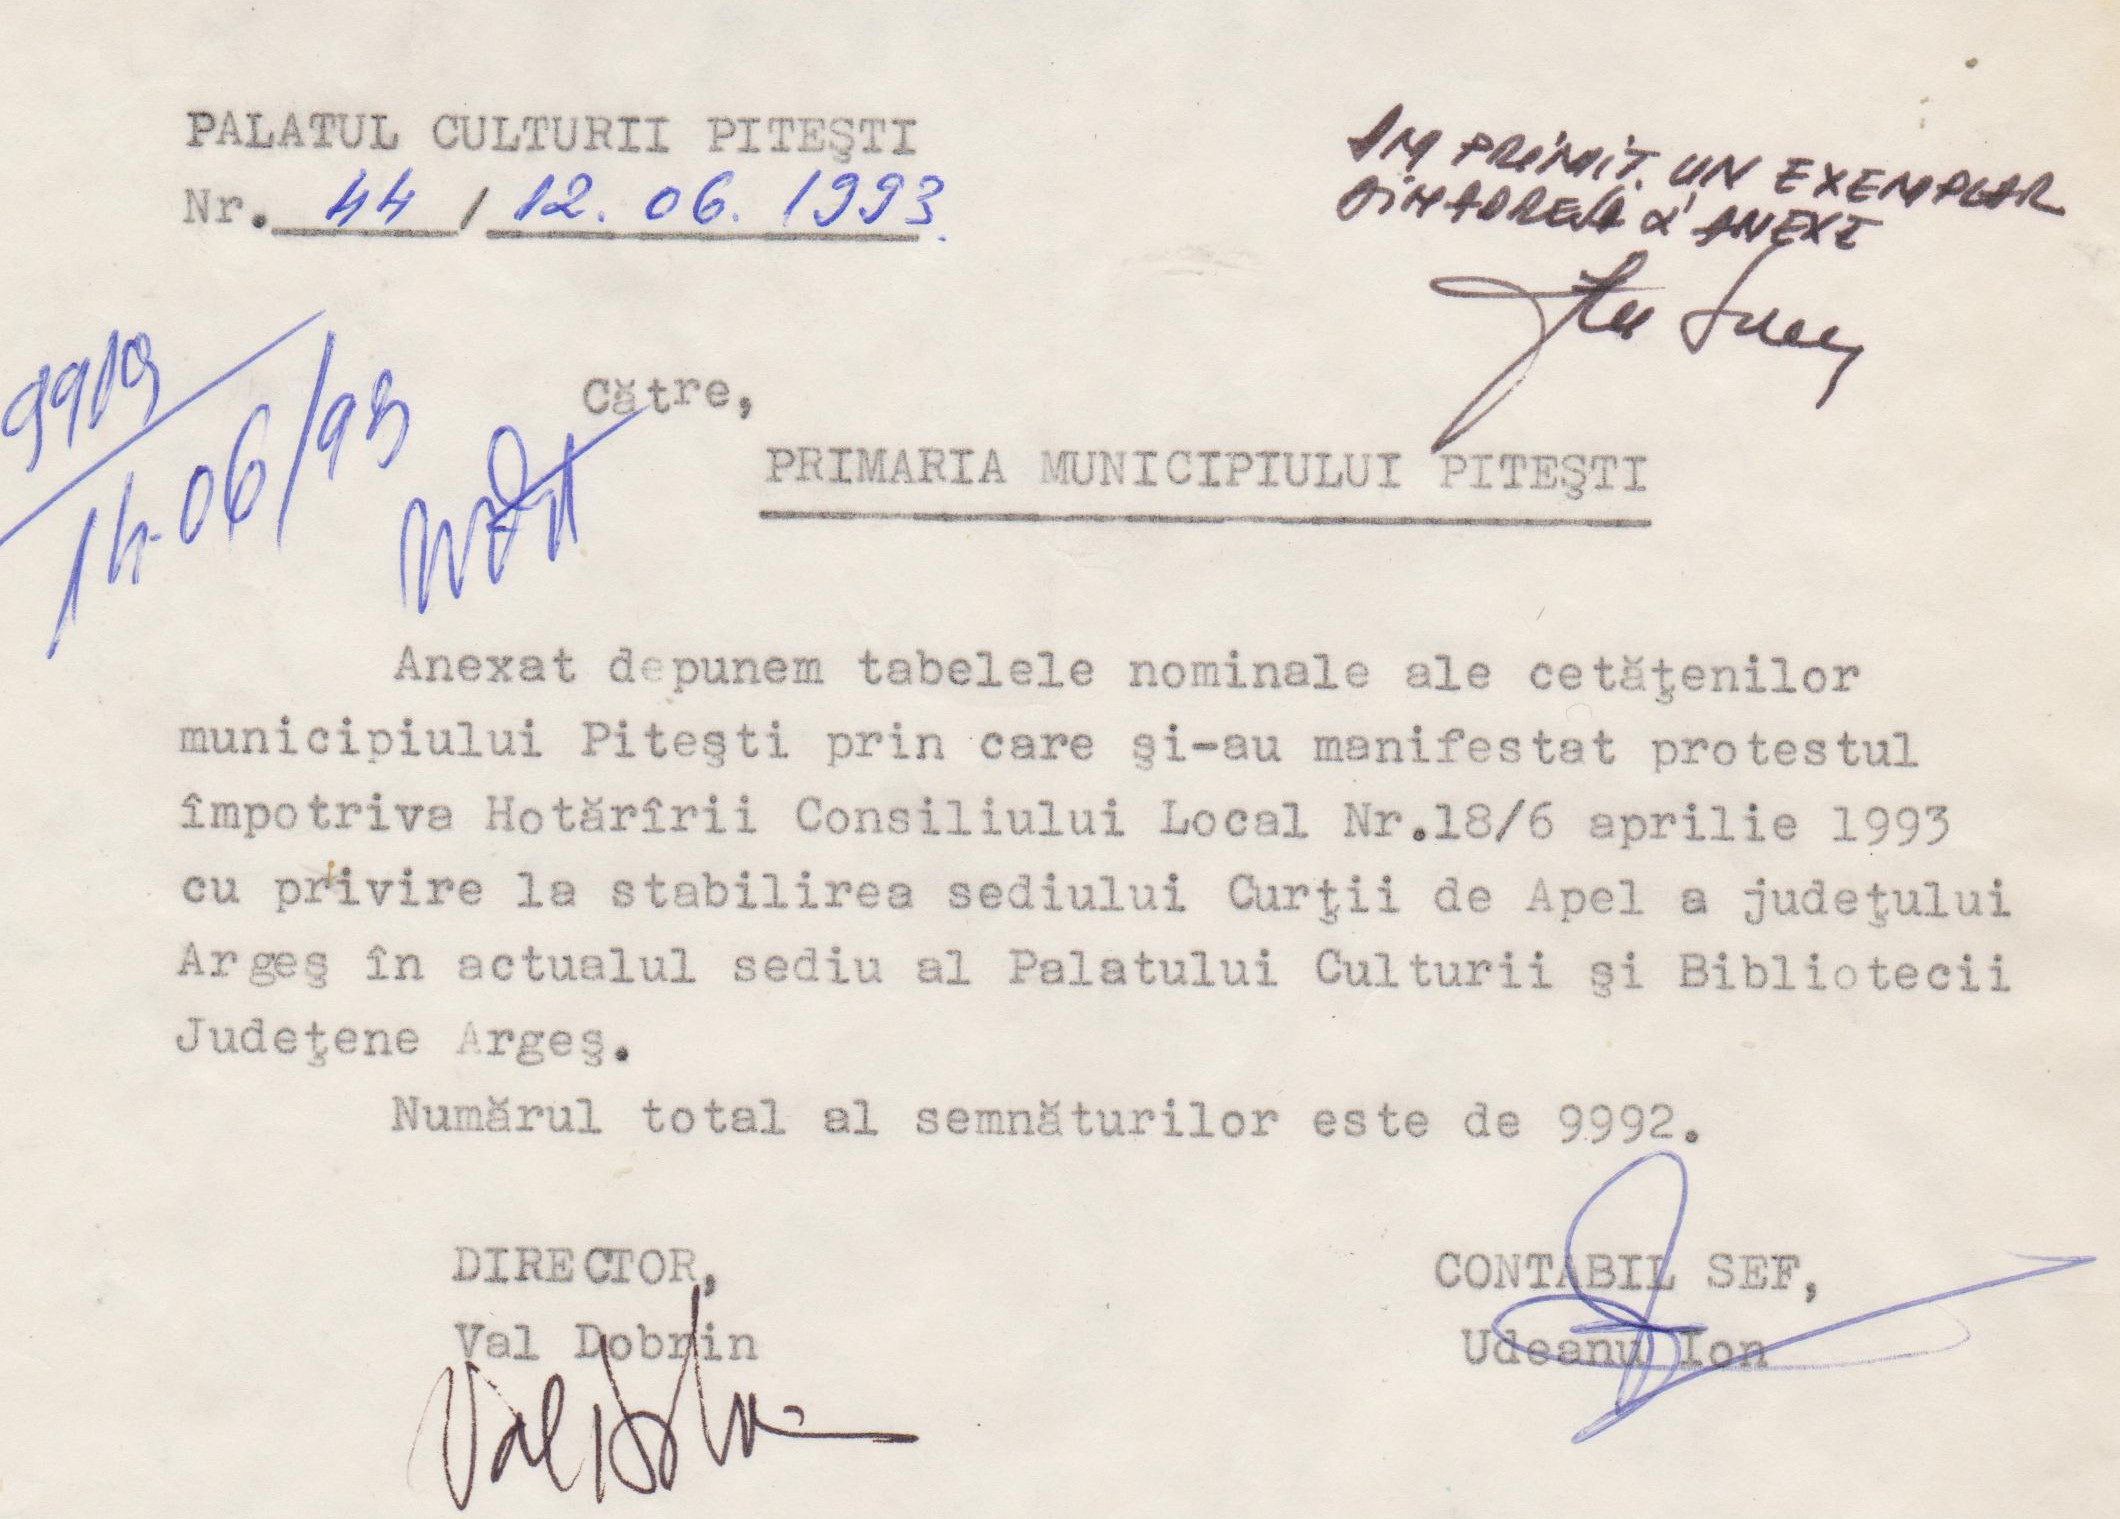 PALATUL CULTURII PITEŞTI
Nr. 44 / 12. 06. 1993.
AM PRIMIT UN EXEMPLAR
DIN ADRESA & ANEXE
9919
14.06/93
Către,
PRIMARIA MUNICIPIULUI PITEŞTI
Anexat depunem tabelele nominale ale cetăţenilor
municipiului Piteşti prin care şi-au manifestat protestul
împotriva Hotărîrii Consiliului Local Nr.18/6 aprilie 1993
cu privire la stabilirea sediului Curţii de Apel a judeţului
Argeş în actualul sediu al Palatului Culturii şi Bibliotecii
Judeţene Argeş.
Numărul total al semnăturilor este de 9992.
DIRECTOR,
Val Dobrin
CONTABIL SEF,
Udeanu Ion